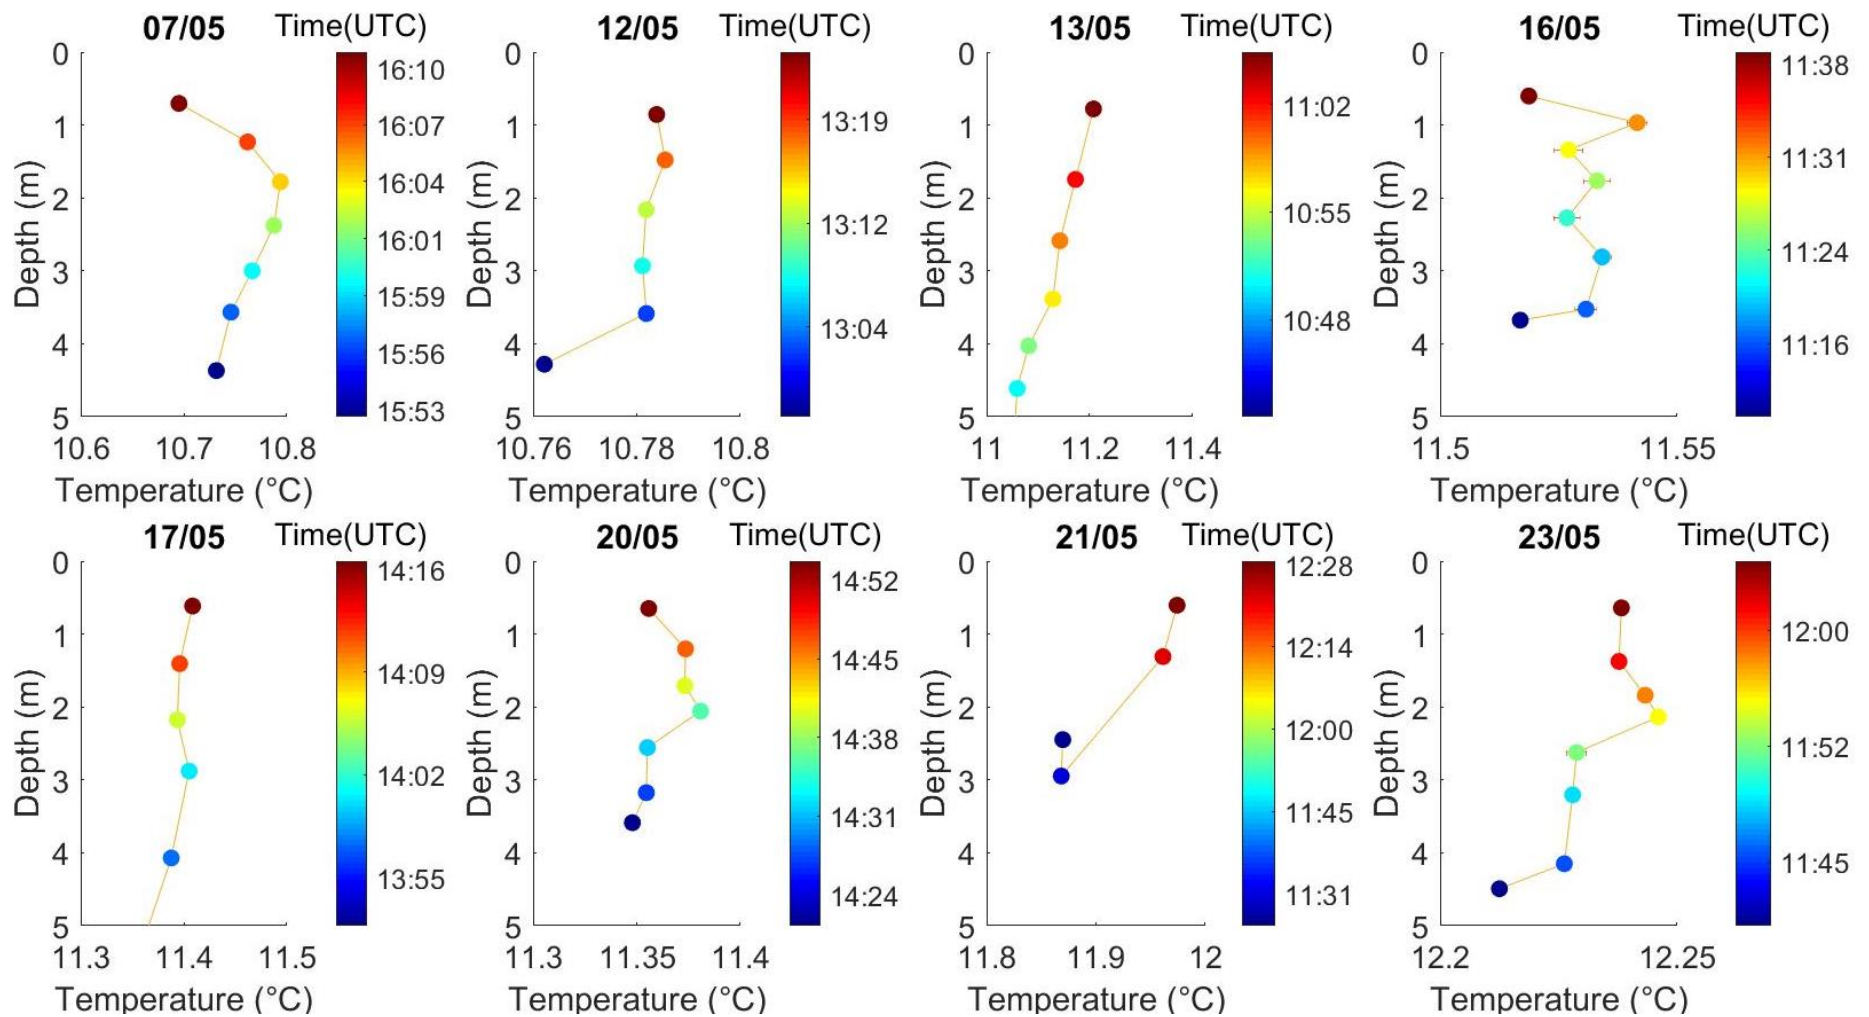 07/05 Time(UTC) 12/05 Time(UTC) 13/05 Time(UTC) 16/05 Time(UTC)
0 16:10 0 0 0 11:38
1 16:07 1 13:19 1 11:02 1
2 16:04 2 2 2 11:31
Depth (m) 16:01 Depth (m) 13:12 Depth (m) 10:55 Depth (m) 11:24
3 15:59 3 3 3
4 15:56 4 13:04 4 10:48 4 11:16
5 15:53 5 5 5
10.6 10.7 10.8 10.76 10.78 10.8 11 11.2 11.4 11.5 11.55
Temperature (°C) Temperature (°C) Temperature (°C) Temperature (°C)
17/05 Time(UTC) 20/05 Time(UTC) 21/05 Time(UTC) 23/05 Time(UTC)
0 14:16 0 14:52 0 12:28 0
1 1 1 12:14 1 12:00
2 14:09 2 14:45 2 2
Depth (m) Depth (m) 14:38 Depth (m) 12:00 Depth (m) 11:52
3 14:02 3 14:31 3 11:45 3
4 13:55 4 14:24 4 11:31 4 11:45
5 5 5 5
11.3 11.4 11.5 11.3 11.35 11.4 11.8 11.9 12 12.2 12.25
Temperature (°C) Temperature (°C) Temperature (°C) Temperature (°C)